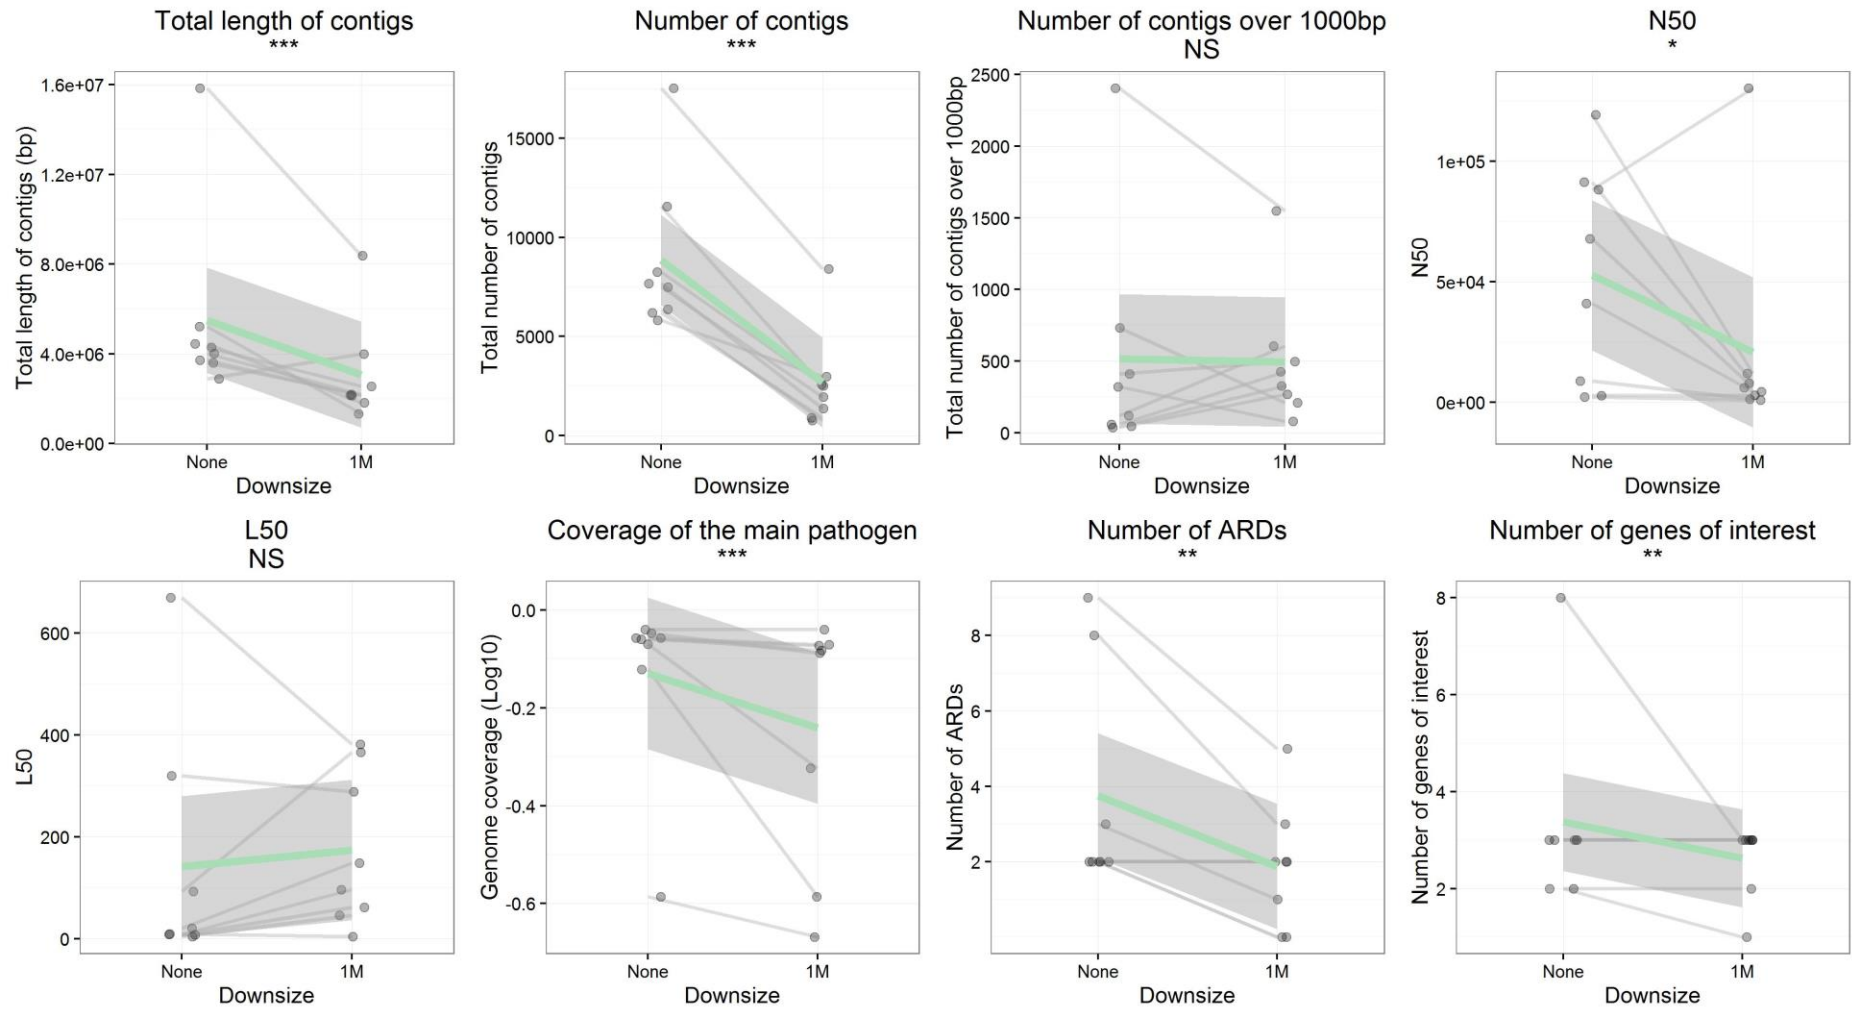 Total length of contigs
***
Total length of contigs (bp)
1.6e+07
1.2e+07
8.0e+06
4.0e+06
0.0e+00
None
1M
Downsize
Number of contigs
***
Total number of contigs
15000
10000
5000
0
None
1M
Downsize
Number of contigs over 1000bp
NS
Total number of contigs over 1000bp
2500
2000
1500
1000
500
0
None
1M
Downsize
N50
*
N50
1e+05
5e+04
0e+00
None
1M
Downsize
L50
NS
L50
600
400
200
0
None
1M
Downsize
Coverage of the main pathogen
***
Genome coverage (Log10)
0.0
-0.2
-0.4
-0.6
None
1M
Downsize
Number of ARDs
**
Number of ARDs
8
6
4
2
None
1M
Downsize
Number of genes of interest
**
Number of genes of interest
8
6
4
2
None
1M
Downsize